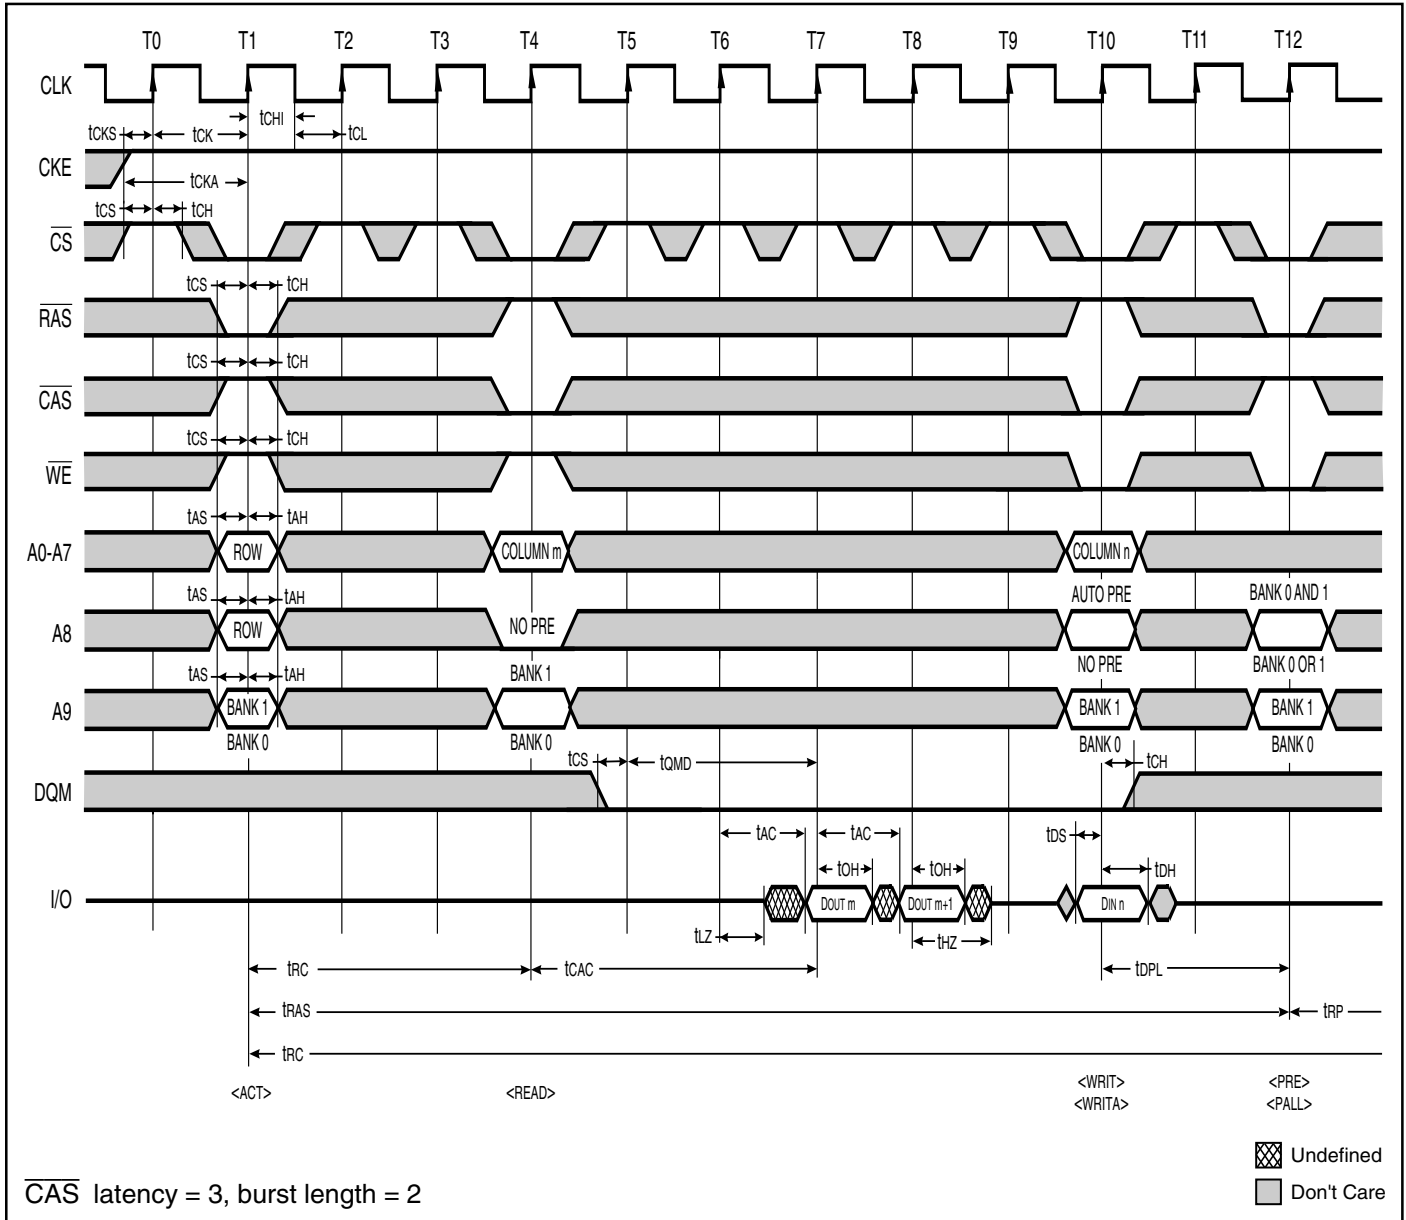 T0 T1 T2 T3 T4 T5 T6 T7 T8 T9 T10 T11 T12
CLK
tCHI
tCKS tCK tCL
CKE
tCKA
tCS tCH
CS
tCS tCH
RAS
tCS tCH
CAS
tCS tCH
WE
tAS tAH
A0-A7 ROW COLUMN m COLUMN n
tAS tAH AUTO PRE BANK 0 AND 1
A8 ROW NO PRE
tAS tAH BANK 1 NO PRE BANK 0 OR 1
A9 BANK 1 BANK 1 BANK 1
BANK 0 BANK 0 BANK 0 BANK 0
tCS tQMD tCH
DQM
tAC tAC tDS
tOH tOH tDH
I/O DOUT m DOUT m+1 DIN n
tLZ tHZ
tRC tCAC tDPL
tRAS tRP
tRC
<ACT> <READ> <WRIT> <PRE>
<WRITA> <PALL>
Undefined
CAS latency = 3, burst length = 2 Don't Care